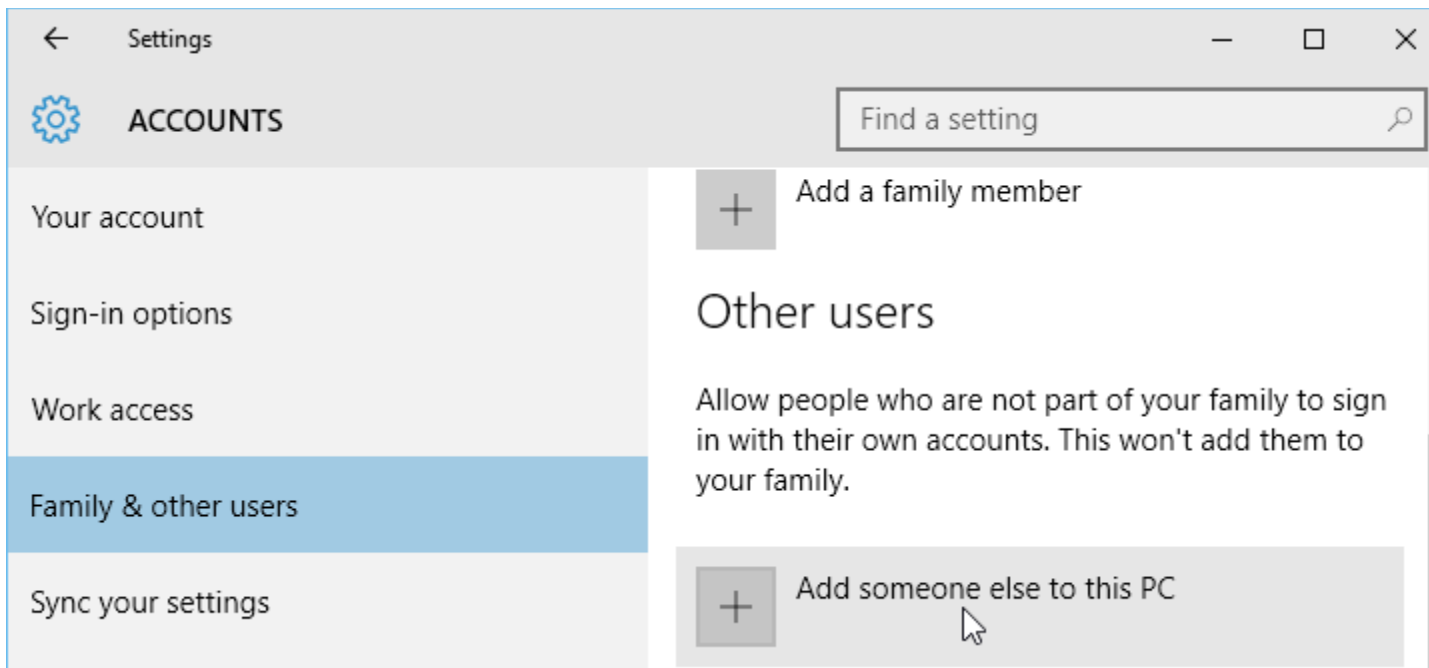 Settings
ACCOUNTS
Find a setting
Your account
Sign-in options
Work access
Family & other users
Sync your settings
Add a family member
Other users
Allow people who are not part of your family to sign
in with their own accounts. This won't add them to
your family.
Add someone else to this PC